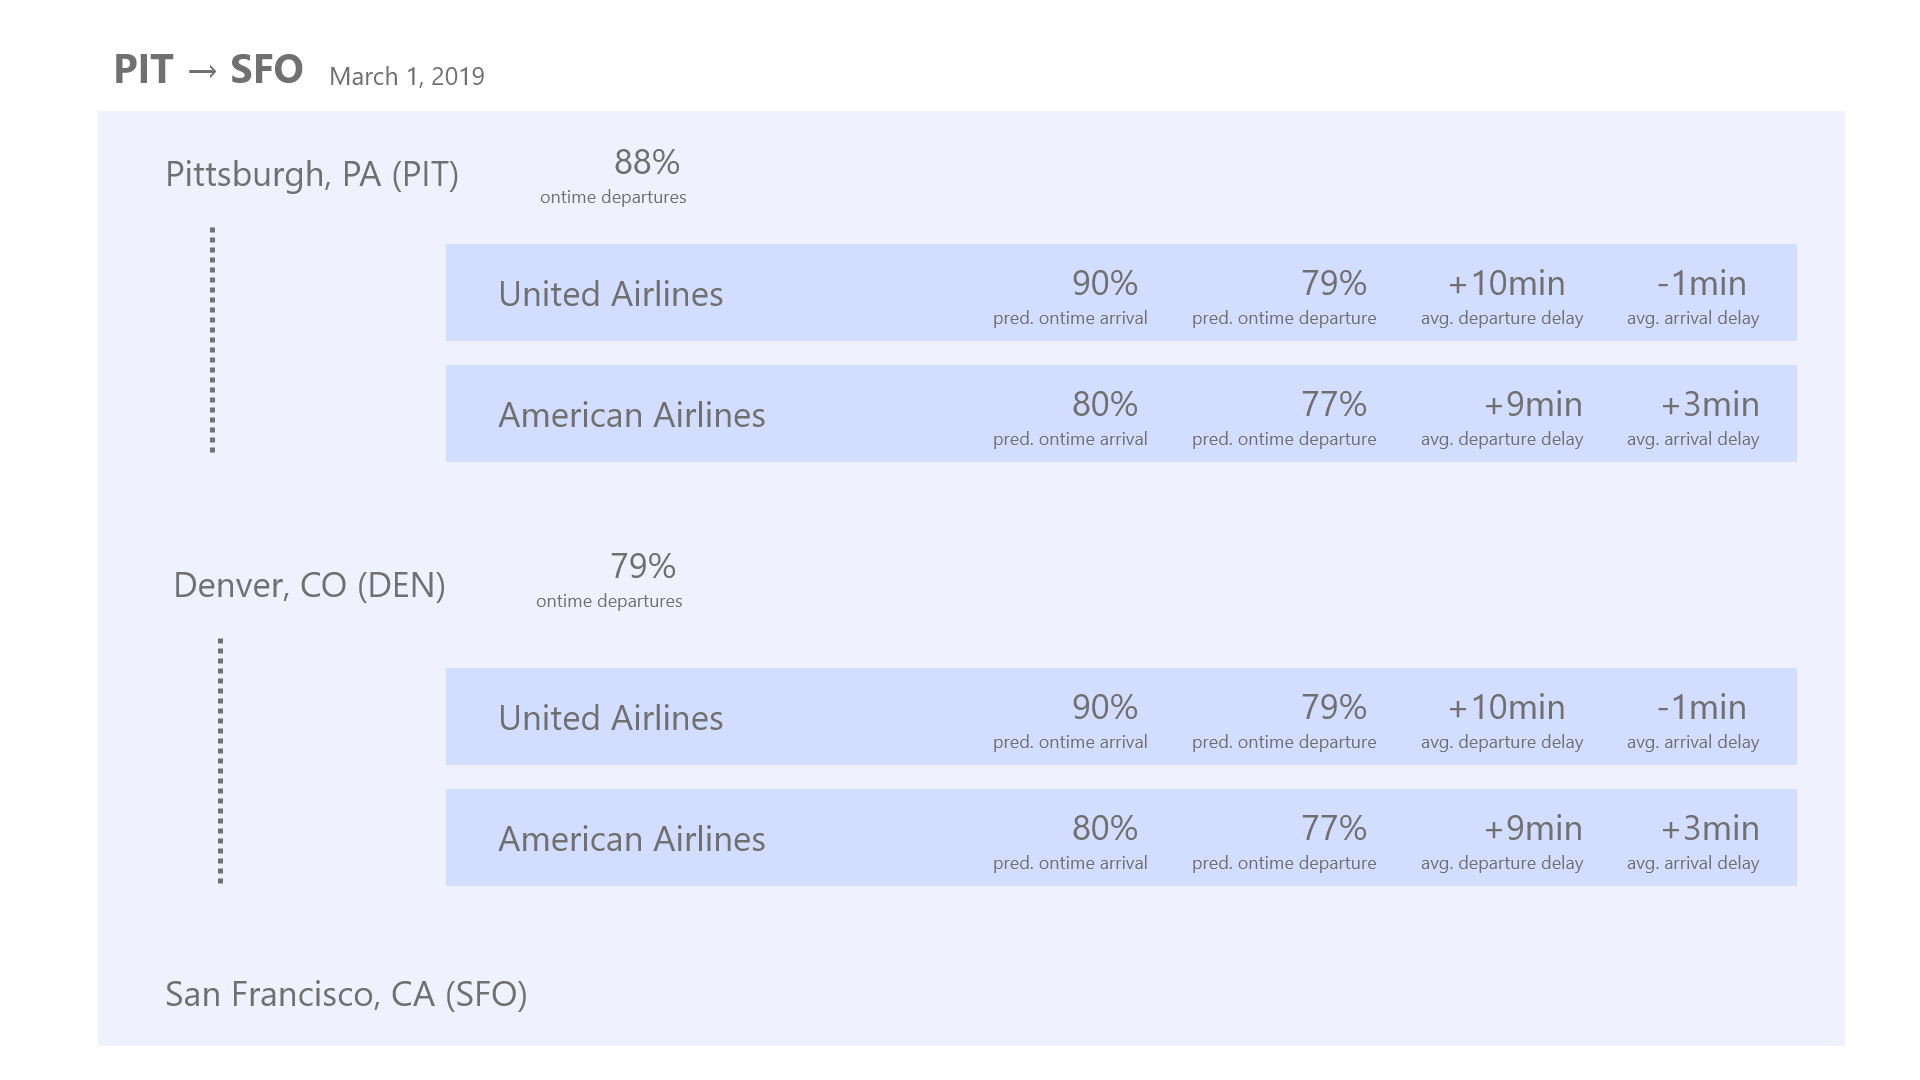 PIT → SFO March 1, 2019
Pittsburgh, PA (PIT)
88%
ontime departures
United Airlines
90%
pred. ontime arrival
79%
pred. ontime departure
+10min
avg. departure delay
-1min
avg. arrival delay
American Airlines
80%
pred. ontime arrival
77%
pred. ontime departure
+9min
avg. departure delay
+3min
avg. arrival delay
Denver, CO (DEN)
79%
ontime departures
United Airlines
90%
pred. ontime arrival
79%
pred. ontime departure
+10min
avg. departure delay
-1min
avg. arrival delay
American Airlines
80%
pred. ontime arrival
77%
pred. ontime departure
+9min
avg. departure delay
+3min
avg. arrival delay
San Francisco, CA (SFO)